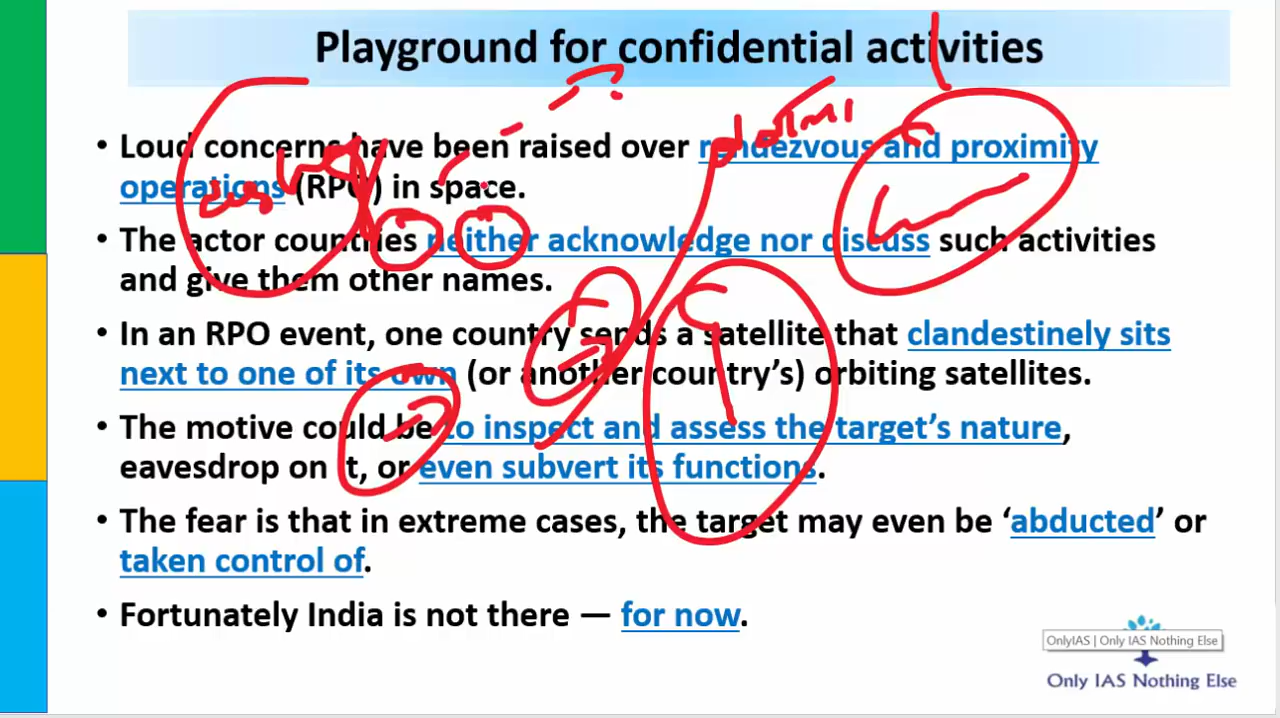 Playground for confidential activities
• Loud concerns have been raised over rendezvous and proximity
operations (RPO) in space.
• The actor countries neither acknowledge nor discuss such activities
and give them other names.
• In an RPO event, one country sends a satellite that clandestinely sits
next to one of its own (or another country's) orbiting satellites.
• The motive could be to inspect and assess the target's nature,
eavesdrop on it, or even subvert its functions.
• The fear is that in extreme cases, the target may even be ‘abducted’ or
taken control of.
• Fortunately India is not there — for now.
OnlyIAS | Only IAS Nothing Else
Only IAS Nothing Else